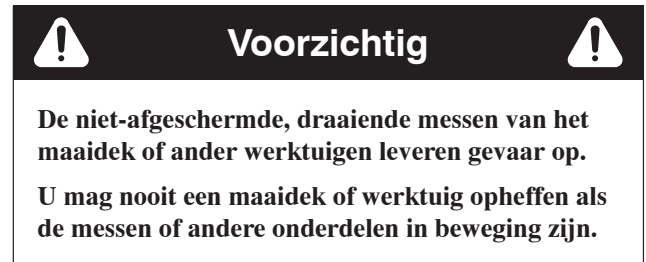 Voorzichtig
De niet-afgeschermde, draaiende messen van het
maaidek of ander werktuigen leveren gevaar op.
U mag nooit een maaidek of werktuig opheffen als
de messen of andere onderdelen in beweging zijn.